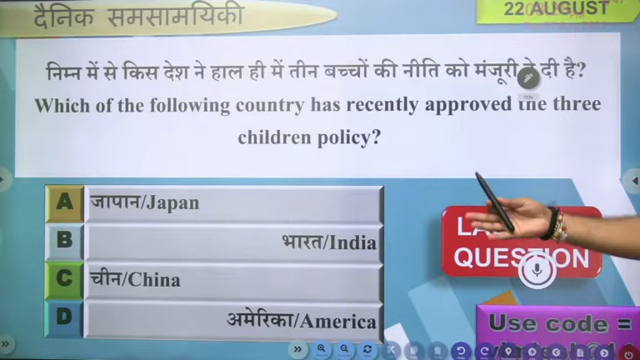 दैनिक समसामयिकी
22 AUGUST
निम्न में से किस देश ने हाल ही में तीन बच्चों की नीति को मंजूरी दे दी है?
Which of the following country has recently approved the three
children policy?
A जापान/Japan
B भारत/India
C चीन/China
D अमेरिका/America
QUESTION
Use code =